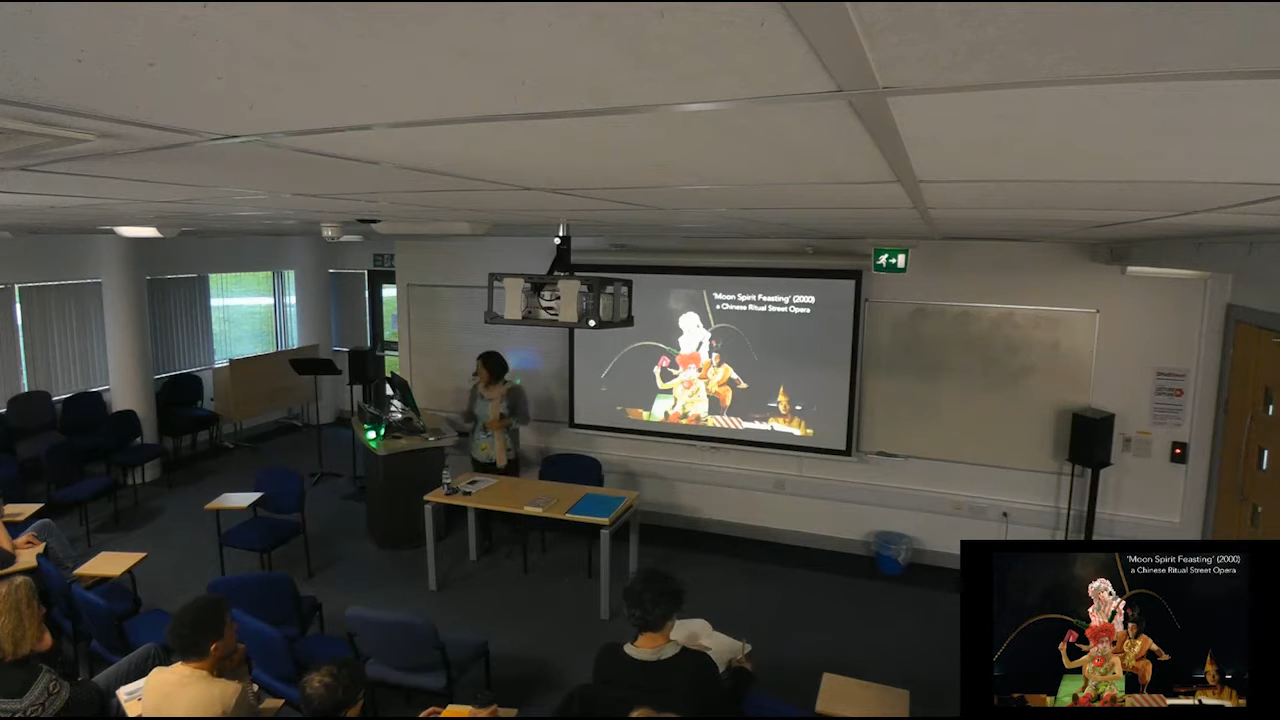 'Moon Spirit Feasting' (2000)
a Chinese Ritual Street Opera
'Moon Spirit Feasting' (2000)
a Chinese Ritual Street Opera